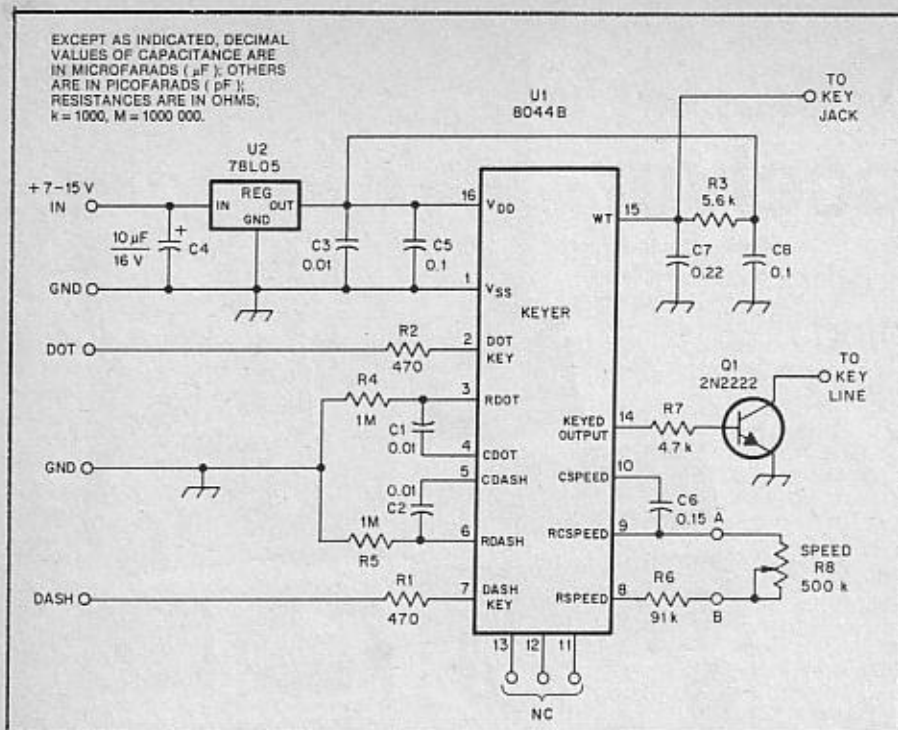 EXCEPT AS INDICATED, DECIMAL
VALUES OF CAPACITANCE ARE
IN MICROFARADS ( µF ); OTHERS
ARE IN PICOFARADS ( pF );
RESISTANCES ARE IN OHMS;
k = 1000, M = 1000 000.
U2
78L05
REG
IN OUT
GND
+ 7-15 V
IN
10 µF
16 V
+
C4
C3
0.01
C5
0.1
GND
DOT
R2
470
R4
1M
C1
0.01
GND
0.01
C2
1M
R5
DASH
R1
470
U1
8044B
16
VDD
1
VSS
KEYER
2
DOT
KEY
3
RDOT
4
CDOT
5
CDASH
6
RDASH
7
DASH
KEY
WT
15
KEYED
OUTPUT
14
CSPEED
10
RCSPEED
9
RSPEED
8
13 12 11
NC
TO
KEY
JACK
R3
5.6 k
C7
0.22
C8
0.1
Q1
2N2222
TO
KEY
LINE
R7
4.7 k
C6
0.15
A
SPEED
R8
500 k
R6
91 k
B